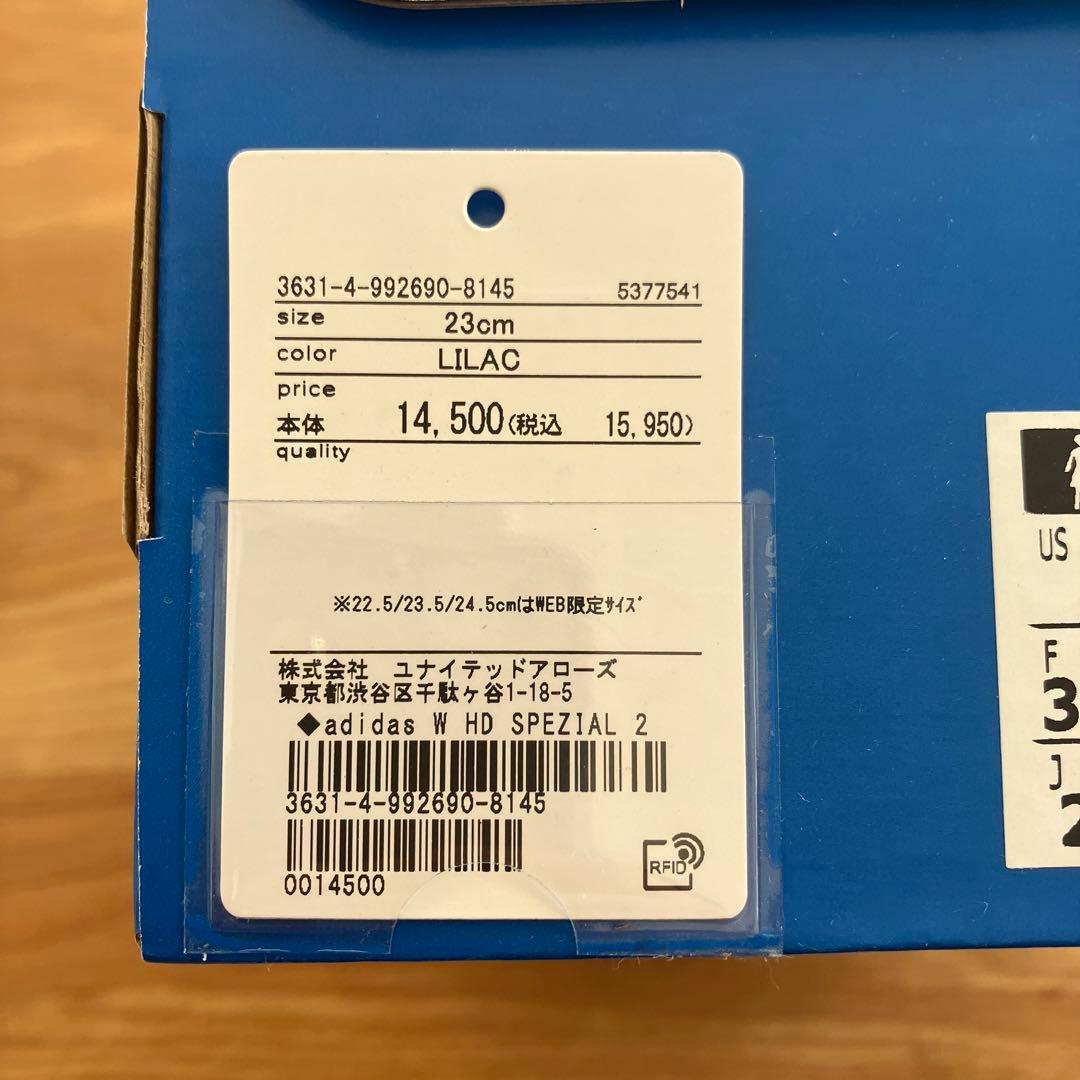 3631-4-992690-8145 5377541
size 23cm
color LILAC
price
本体 14,500(税込 15,950)
quality
※22.5/23.5/24.5cmはWEB限定ｻｲｽﾞ
株式会社 ユナイテッドアローズ
東京都渋谷区千駄ヶ谷1-18-5
◆adidas W HD SPEZIAL 2
3631-4-992690-8145
0014500
RFID
US
F
3
J
2